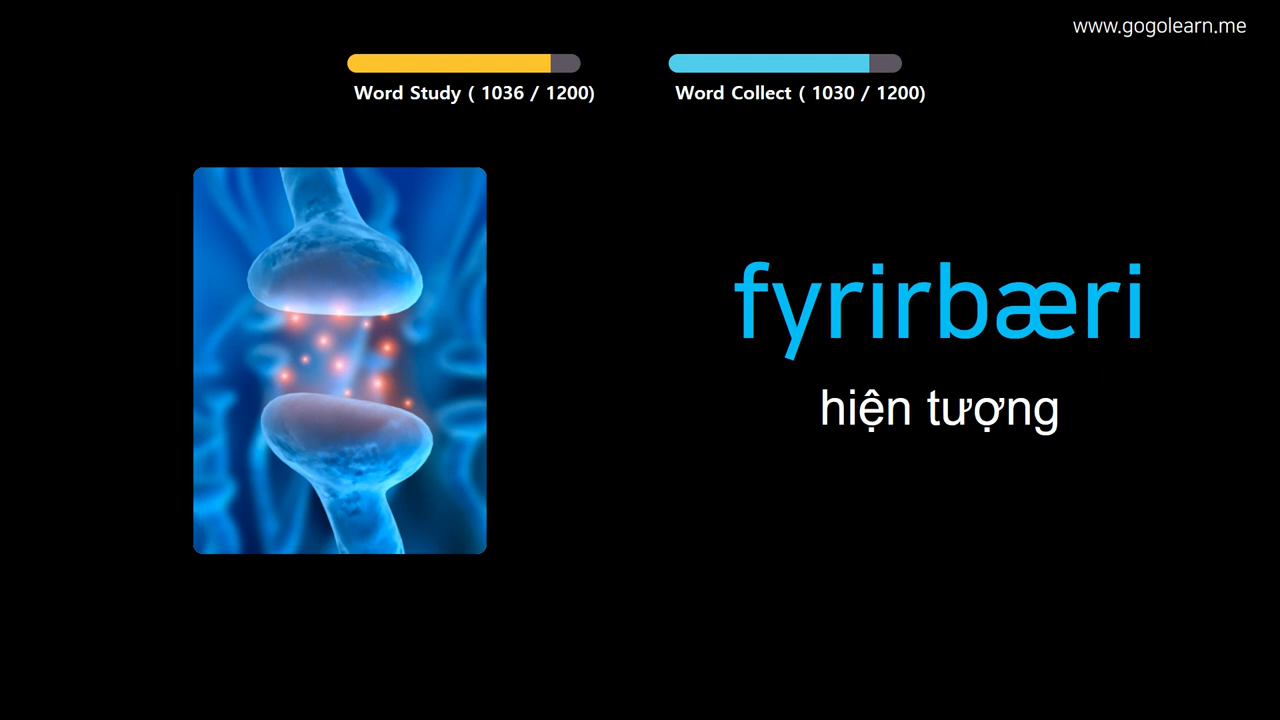 www.gogolearn.me
Word Study ( 1036 / 1200)
Word Collect ( 1030 / 1200)
fyrirbæri
hiện tượng